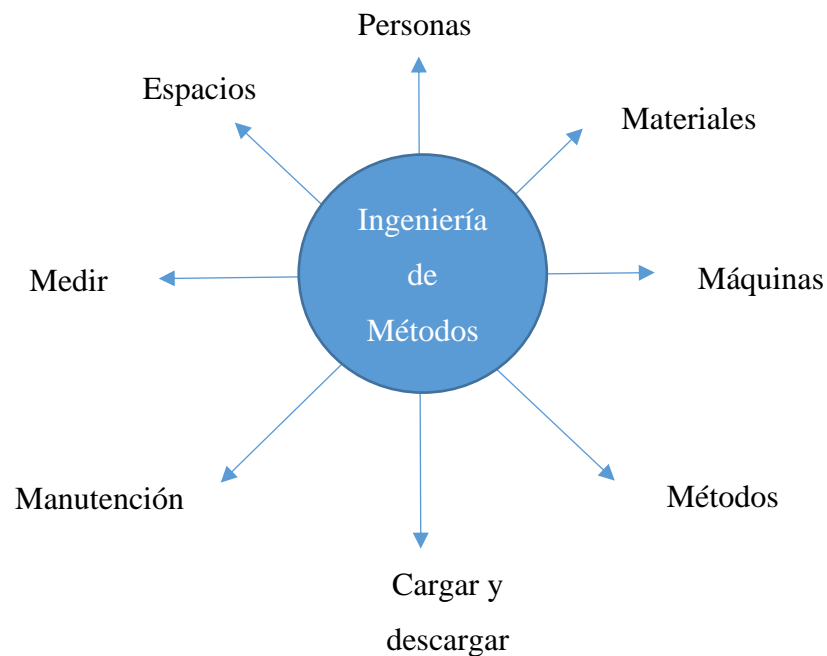 Personas
Espacios
Materiales
Ingeniería
de
Métodos
Medir
Máquinas
Manutención
Métodos
Cargar y
descargar